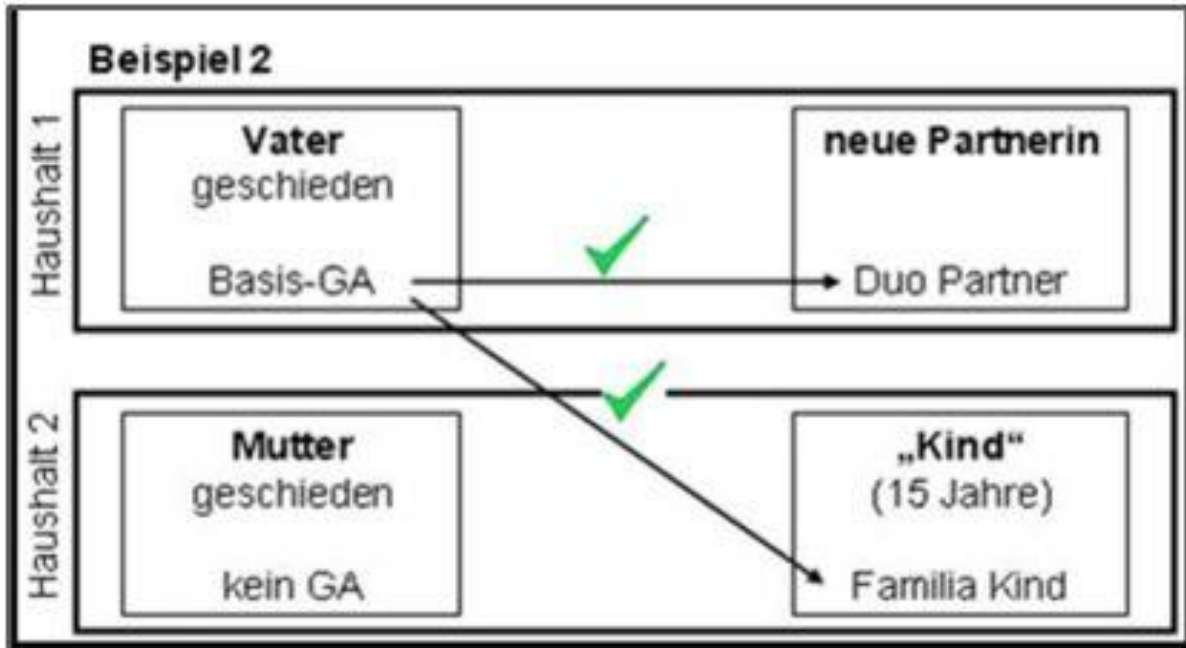 Beispiel 2
Haushalt 1
Vater
geschieden
Basis-GA
neue Partnerin
Duo Partner
Haushalt 2
Mutter
geschieden
kein GA
„Kind“
(15 Jahre)
Familia Kind